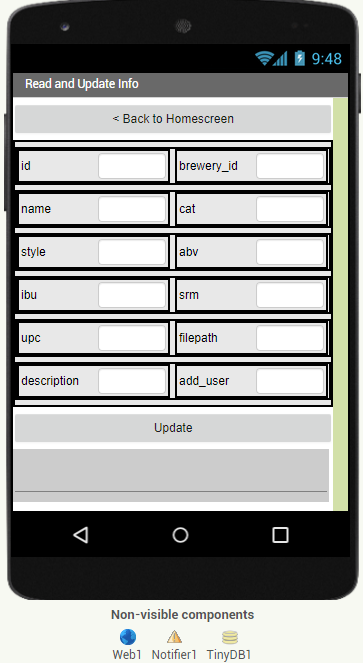 9:48
Read and Update Info
< Back to Homescreen
id brewery_id
name cat
style abv
ibu srm
upc filepath
description add_user
Update
Non-visible components
Web1 Notifier1 TinyDB1